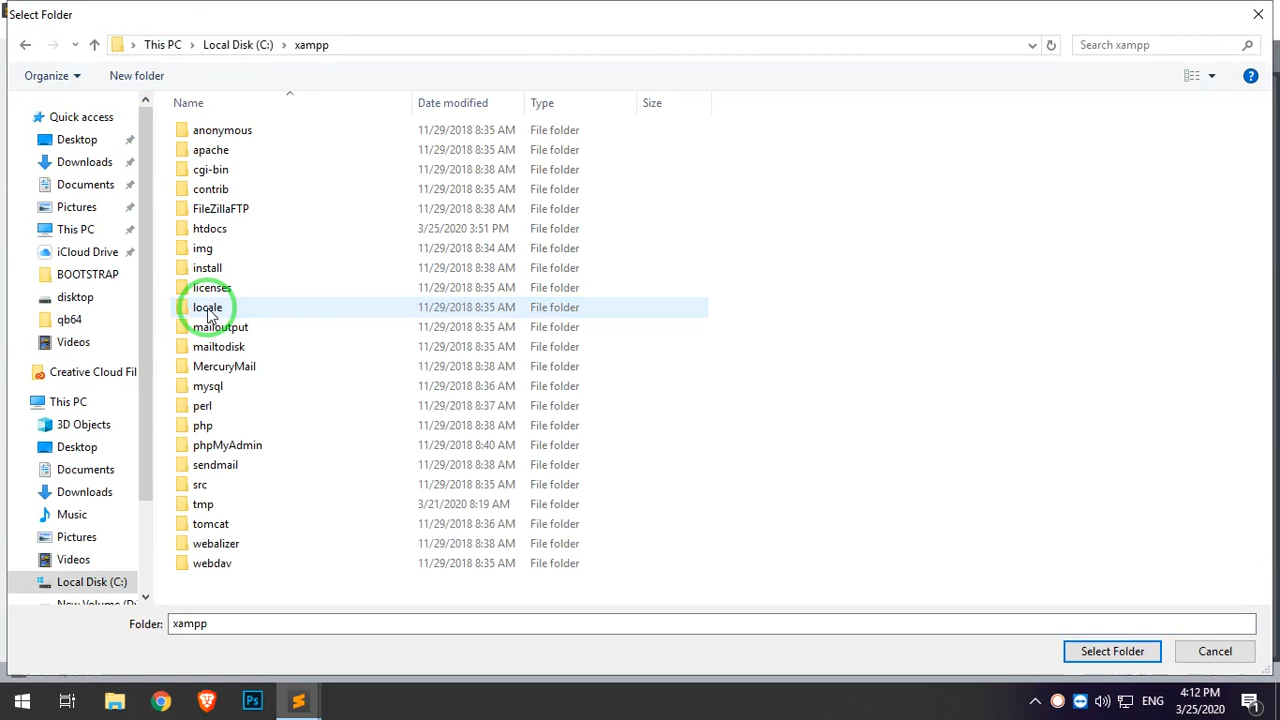 Select Folder
This PC > Local Disk (C:) > xampp
Search xampp
Organize
New folder
?
Name
Date modified
Type
Size
Quick access
Desktop
Downloads
Documents
Pictures
This PC
iCloud Drive
BOOTSTRAP
disktop
qb64
Videos
Creative Cloud Fil
This PC
3D Objects
Desktop
Documents
Downloads
Music
Pictures
Videos
Local Disk (C:)
New Volume (D:
anonymous 11/29/2018 8:35 AM File folder
apache 11/29/2018 8:35 AM File folder
cgi-bin 11/29/2018 8:38 AM File folder
contrib 11/29/2018 8:35 AM File folder
FileZillaFTP 11/29/2018 8:38 AM File folder
htdocs 3/25/2020 3:51 PM File folder
img 11/29/2018 8:34 AM File folder
install 11/29/2018 8:38 AM File folder
licenses 11/29/2018 8:35 AM File folder
locale 11/29/2018 8:35 AM File folder
mailoutput 11/29/2018 8:35 AM File folder
mailtodisk 11/29/2018 8:35 AM File folder
MercuryMail 11/29/2018 8:38 AM File folder
mysql 11/29/2018 8:36 AM File folder
perl 11/29/2018 8:37 AM File folder
php 11/29/2018 8:38 AM File folder
phpMyAdmin 11/29/2018 8:40 AM File folder
sendmail 11/29/2018 8:38 AM File folder
src 11/29/2018 8:35 AM File folder
tmp 3/21/2020 8:19 AM File folder
tomcat 11/29/2018 8:36 AM File folder
webalizer 11/29/2018 8:38 AM File folder
webdav 11/29/2018 8:35 AM File folder
Folder: xampp
Select Folder
Cancel
Ps
ENG
4:12 PM
3/25/2020
1